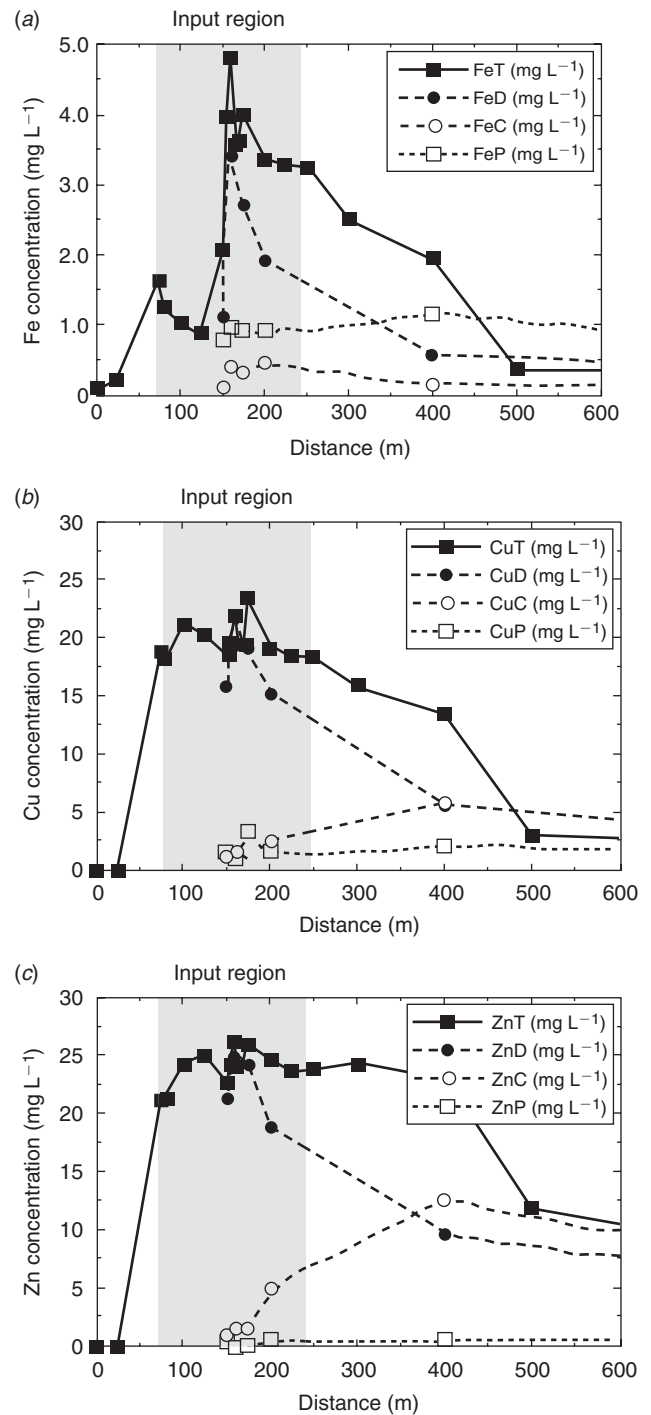 (a)
Input region
5.0
4.0
3.0
2.0
1.0
0
Fe concentration (mg L−1)
FeT (mg L−1)
FeD (mg L−1)
FeC (mg L−1)
FeP (mg L−1)
0 100 200 300 400 500 600
Distance (m)
(b)
Input region
30
25
20
15
10
5
0
Cu concentration (mg L−1)
CuT (mg L−1)
CuD (mg L−1)
CuC (mg L−1)
CuP (mg L−1)
0 100 200 300 400 500 600
Distance (m)
(c)
Input region
30
25
20
15
10
5
0
Zn concentration (mg L−1)
ZnT (mg L−1)
ZnD (mg L−1)
ZnC (mg L−1)
ZnP (mg L−1)
0 100 200 300 400 500 600
Distance (m)